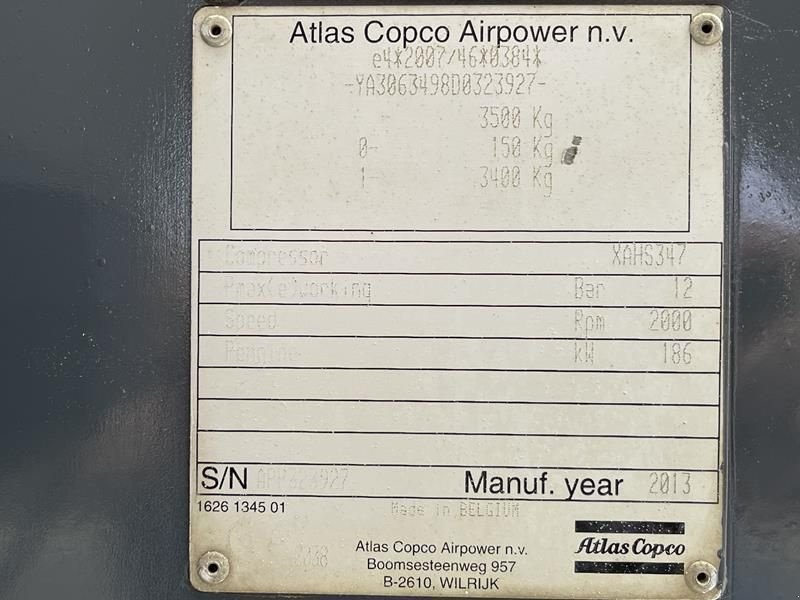 Atlas Copco Airpower n.v.
e4*2007/46*0384*
-YA3063498D0323927-
3500 Kg
0- 150 Kg
1- 3400 Kg
Compressor XAHS347
Pmax(e)working Bar 12
Speed Rpm 2000
Pengine kW 186
S/N APP323927 Manuf. year 2013
1626 1345 01
Made in BELGIUM
Atlas Copco Airpower n.v.
Boomsesteenweg 957
B-2610, WILRIJK
Atlas Copco